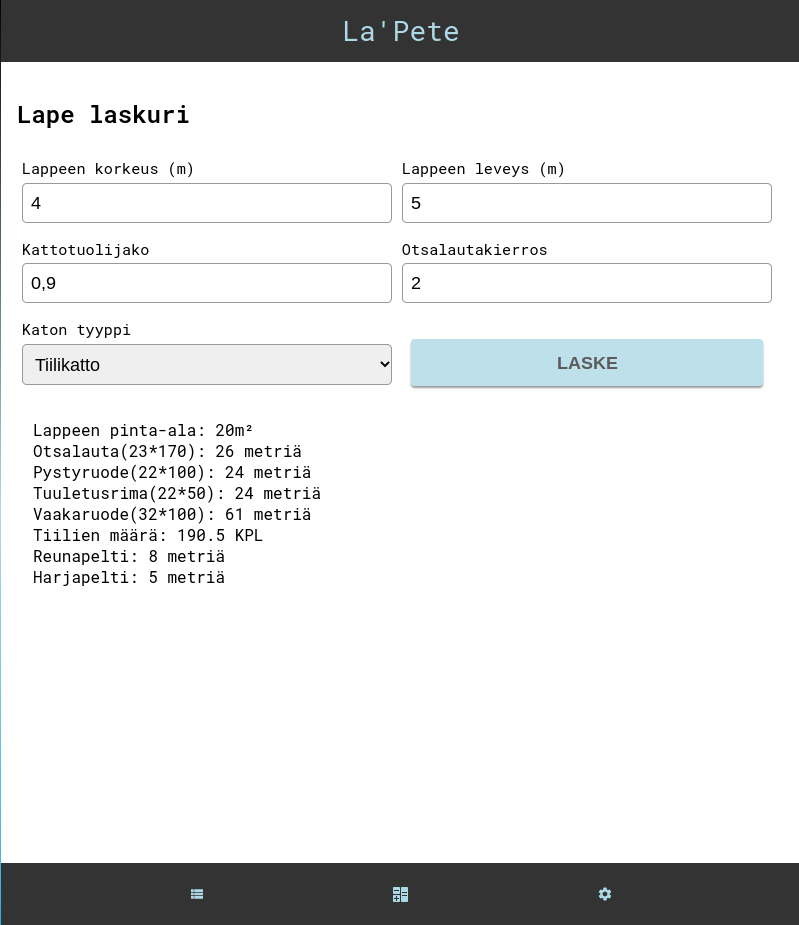 La'Pete
Lape laskuri
Lappeen korkeus (m)
Lappeen leveys (m)
4
5
Kattotuolijako
Otsalautakierros
0,9
2
Katon tyyppi
Tiilikatto
LASKE
Lappeen pinta-ala: 20m²
Otsalauta(23*170): 26 metriä
Pystyruode(22*100): 24 metriä
Tuuletusrima(22*50): 24 metriä
Vaakaruode(32*100): 61 metriä
Tiilien määrä: 190.5 KPL
Reunapelti: 8 metriä
Harjapelti: 5 metriä